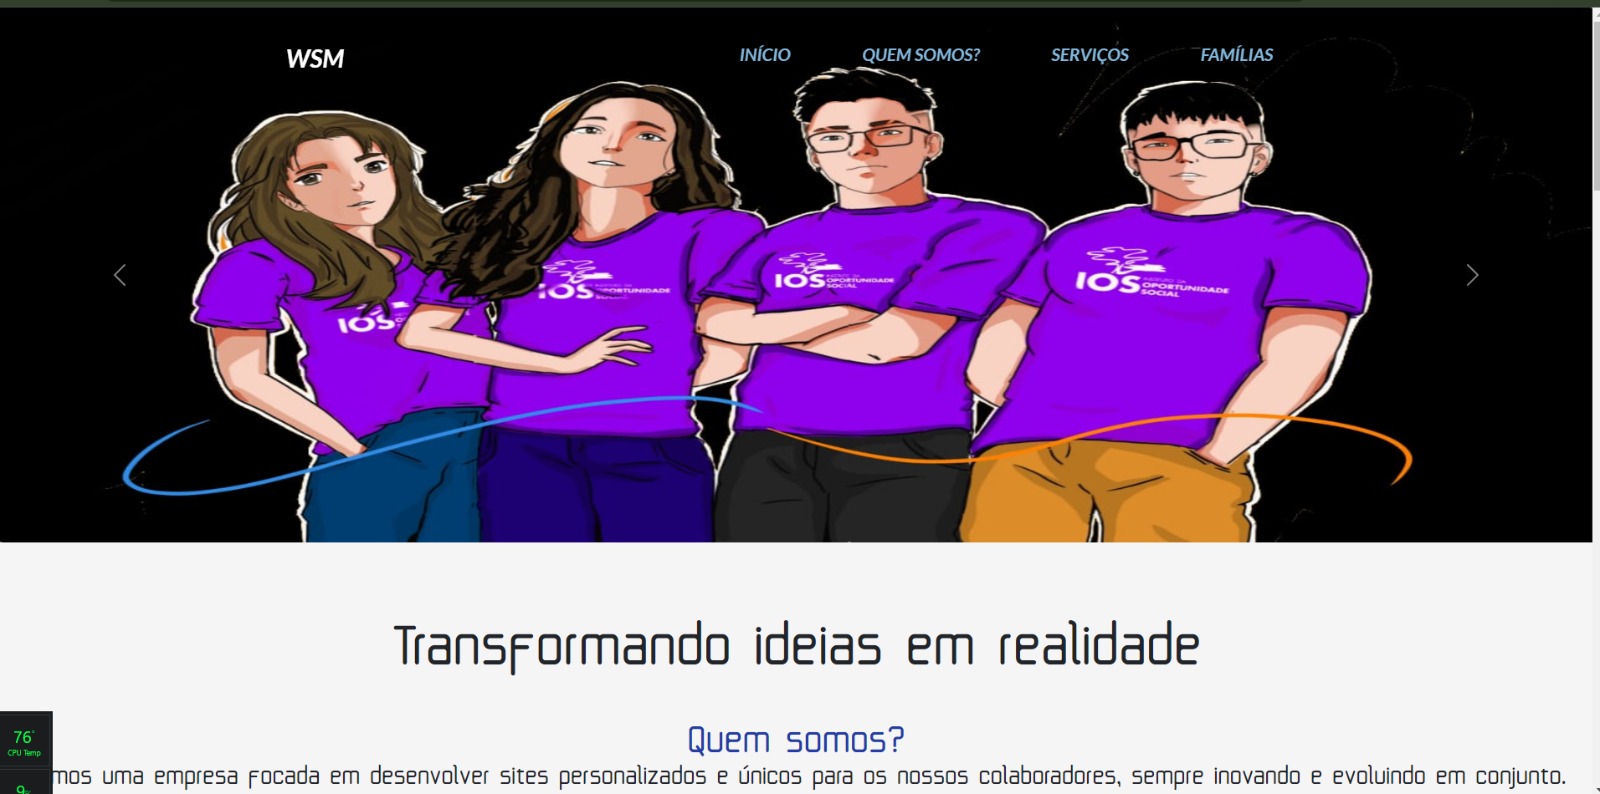 WSM
INÍCIO
QUEM SOMOS?
SERVIÇOS
FAMÍLIAS
IOS
IOS
OPORTUNIDADE
IOS
OPORTUNIDADE
SOCIAL
IOS
OPORTUNIDADE
SOCIAL
Transformando ideias em realidade
Quem somos?
mos uma empresa focada em desenvolver sites personalizados e únicos para os nossos colaboradores, sempre inovando e evoluindo em conjunto.
76°
CPU Temp
9